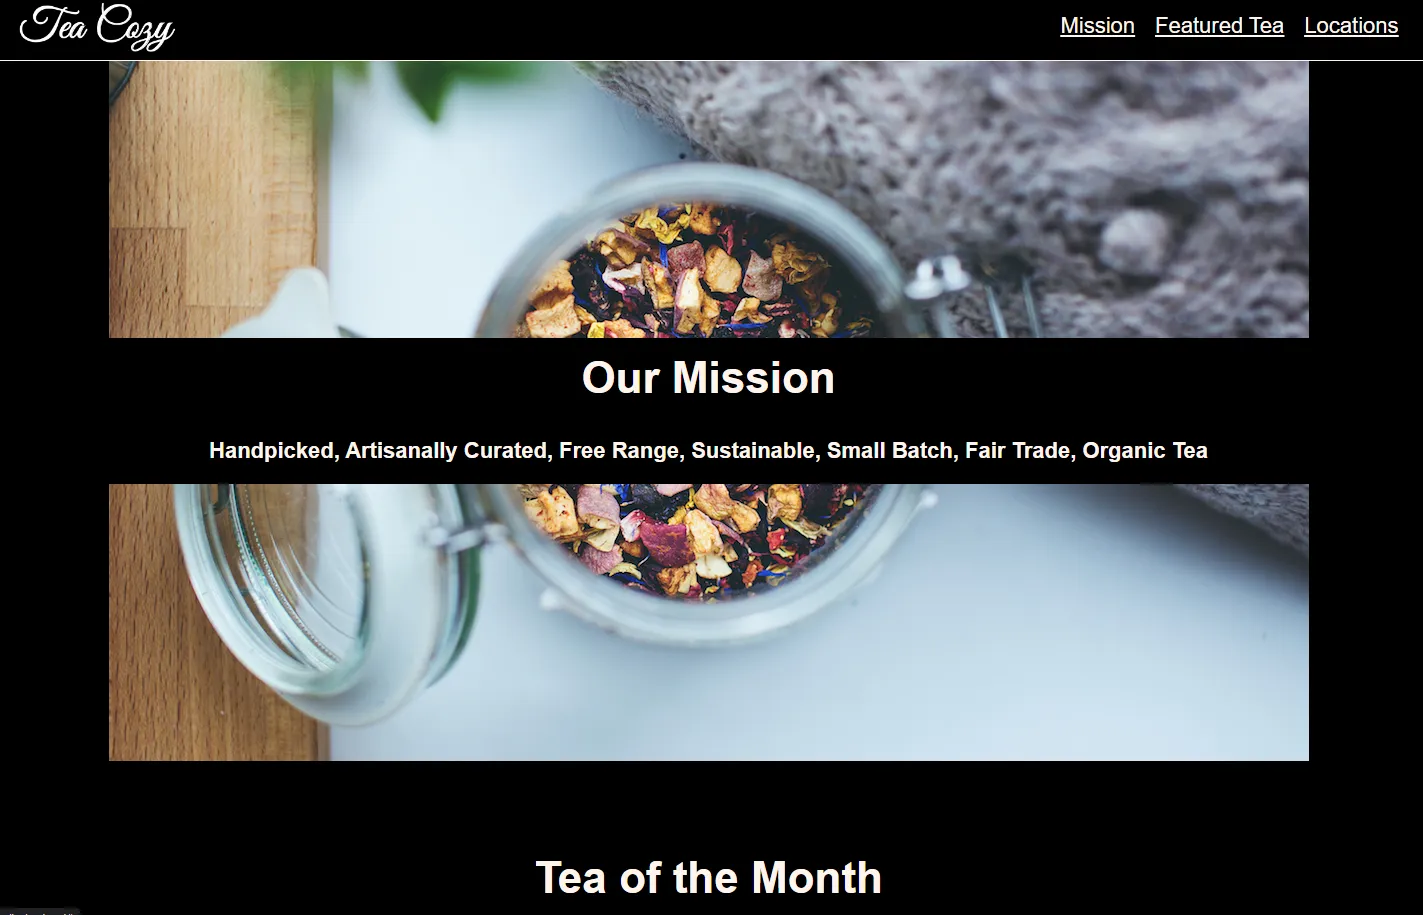 Tea Cozy
Mission Featured Tea Locations
Our Mission
Handpicked, Artisanally Curated, Free Range, Sustainable, Small Batch, Fair Trade, Organic Tea
Tea of the Month